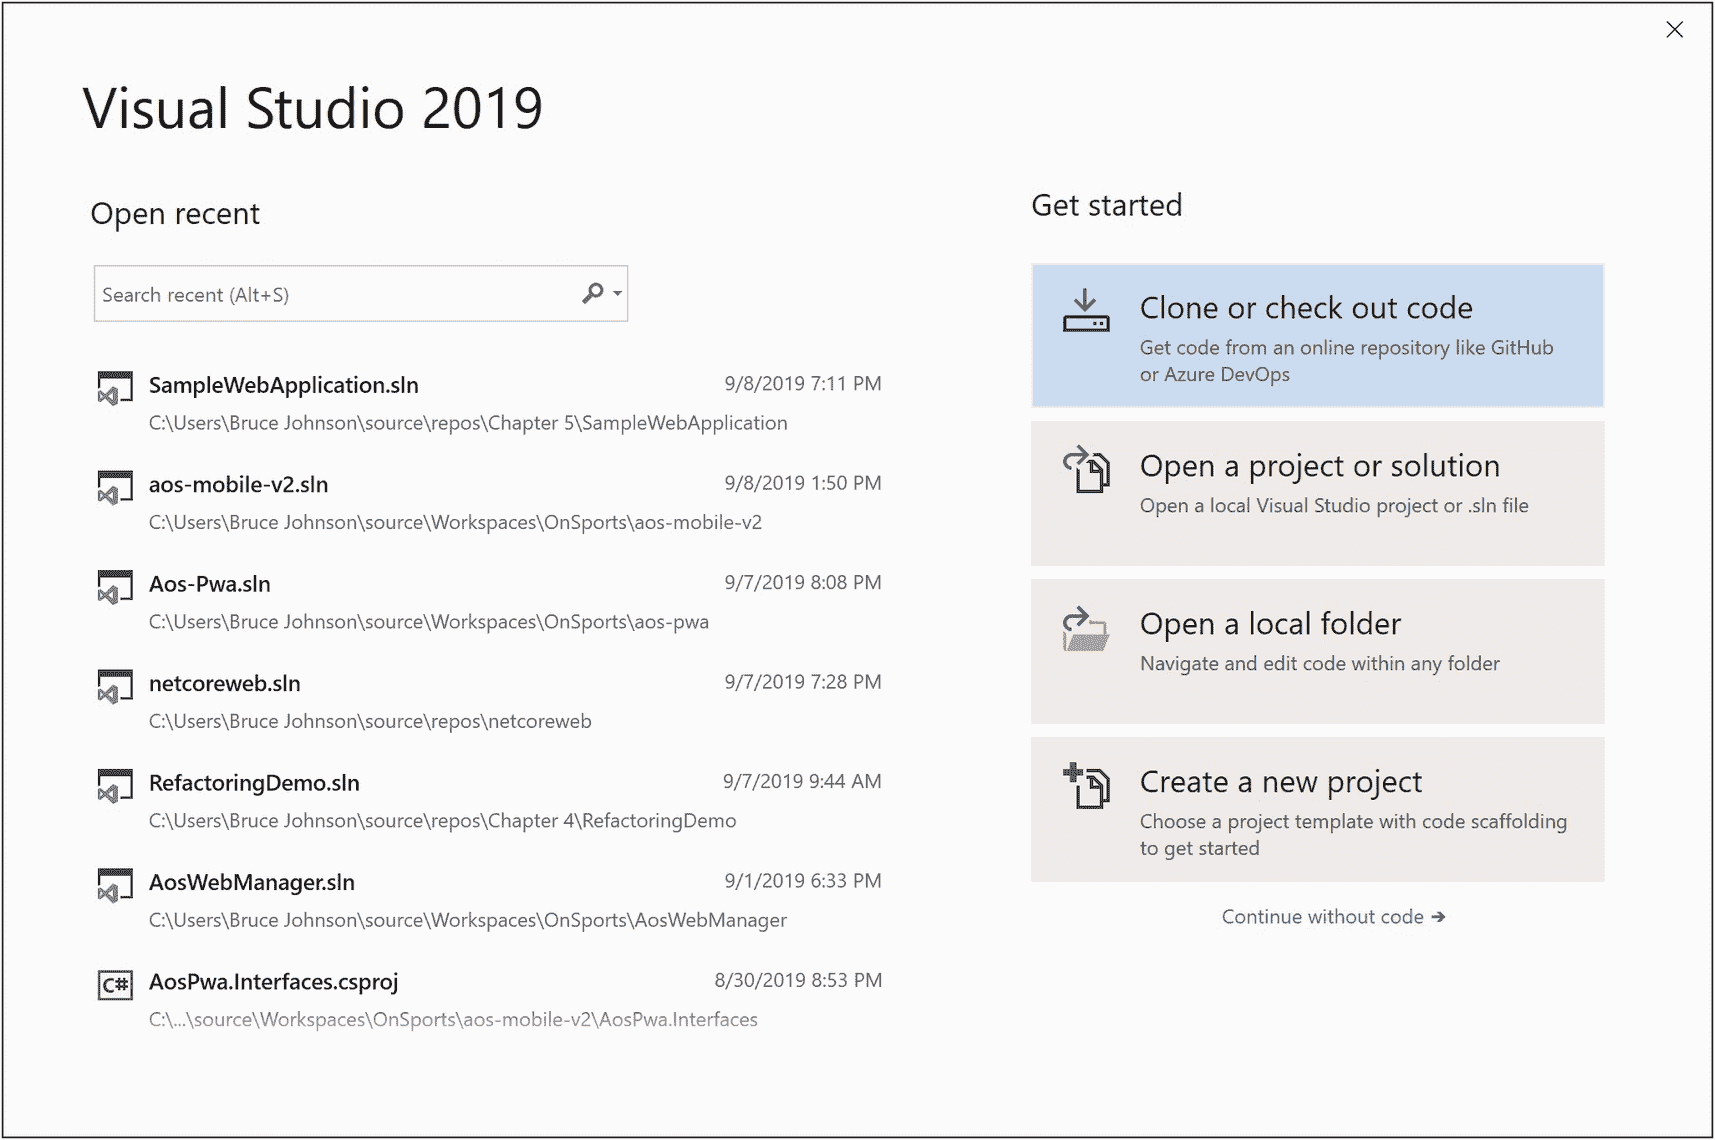 Visual Studio 2019
Open recent
Search recent (Alt+S)
SampleWebApplication.sln 9/8/2019 7:11 PM
C:\Users\Bruce Johnson\source\repos\Chapter 5\SampleWebApplication
aos-mobile-v2.sln 9/8/2019 1:50 PM
C:\Users\Bruce Johnson\source\Workspaces\OnSports\aos-mobile-v2
Aos-Pwa.sln 9/7/2019 8:08 PM
C:\Users\Bruce Johnson\source\Workspaces\OnSports\aos-pwa
netcoreweb.sln 9/7/2019 7:28 PM
C:\Users\Bruce Johnson\source\repos\netcoreweb
RefactoringDemo.sln 9/7/2019 9:44 AM
C:\Users\Bruce Johnson\source\repos\Chapter 4\RefactoringDemo
AosWebManager.sln 9/1/2019 6:33 PM
C:\Users\Bruce Johnson\source\Workspaces\OnSports\AosWebManager
C# AosPwa.Interfaces.csproj 8/30/2019 8:53 PM
C:\...\source\Workspaces\OnSports\aos-mobile-v2\AosPwa.Interfaces
Get started
Clone or check out code
Get code from an online repository like GitHub
or Azure DevOps
Open a project or solution
Open a local Visual Studio project or .sln file
Open a local folder
Navigate and edit code within any folder
Create a new project
Choose a project template with code scaffolding
to get started
Continue without code →